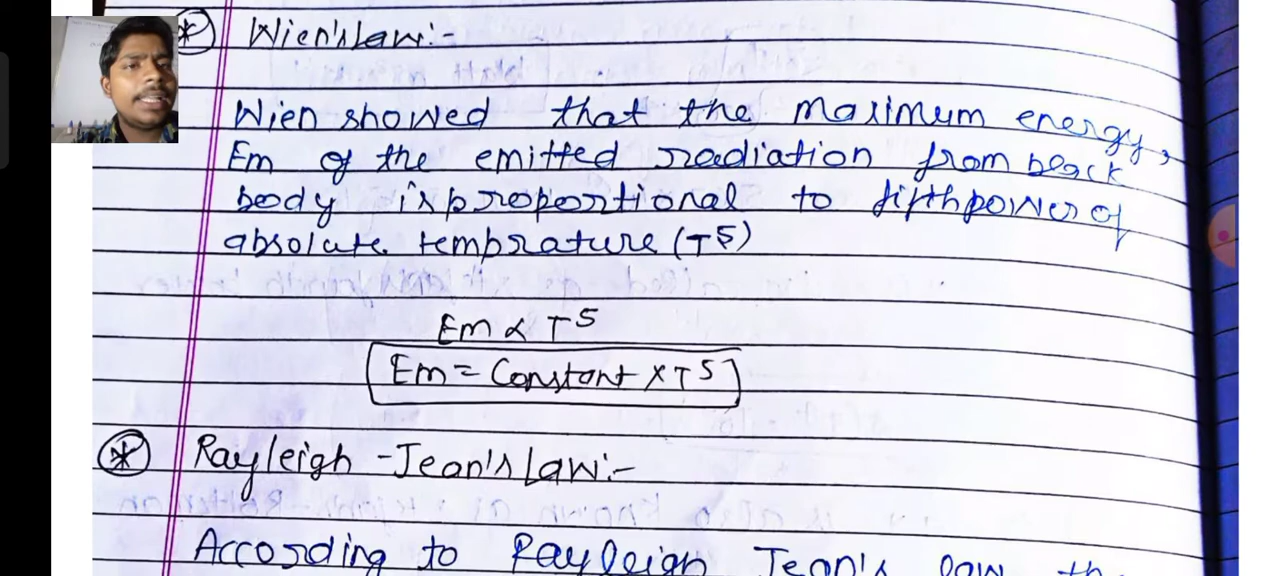 * Wien's Law:-
Wien showed that the maximum energy,
Em of the emitted radiation from black
body is proportional to fifth power of
absolute temprature (T⁵)
Em ∝ T⁵
Em = Constant × T⁵
* Rayleigh - Jean's Law:-
According to Rayleigh Jean's law th